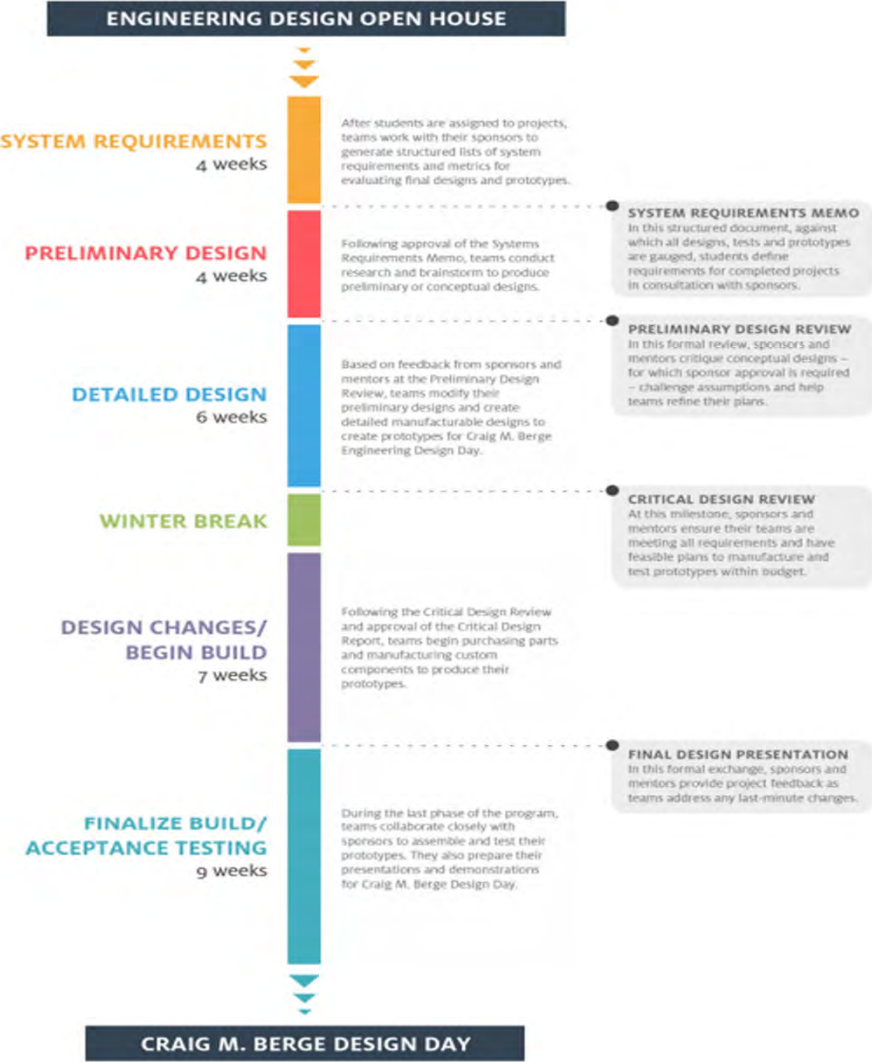 ENGINEERING DESIGN OPEN HOUSE
SYSTEM REQUIREMENTS
4 weeks
After students are assigned to projects,
teams work with their sponsors to
generate structured lists of system
requirements and metrics for
evaluating final designs and prototypes.
SYSTEM REQUIREMENTS MEMO
In this structured document, against
which all designs, tests and prototypes
are gauged, students define
requirements for completed projects
in consultation with sponsors.
PRELIMINARY DESIGN
4 weeks
Following approval of the Systems
Requirements Memo, teams conduct
research and brainstorm to produce
preliminary or conceptual designs.
PRELIMINARY DESIGN REVIEW
In this formal review, sponsors and
mentors critique conceptual designs –
for which sponsor approval is required
– challenge assumptions and help
teams refine their plans.
DETAILED DESIGN
6 weeks
Based on feedback from sponsors and
mentors at the Preliminary Design
Review, teams modify their
preliminary designs and create
detailed manufacturable designs to
create prototypes for Craig M. Berge
Engineering Design Day.
CRITICAL DESIGN REVIEW
At this milestone, sponsors and
mentors ensure their teams are
meeting all requirements and have
feasible plans to manufacture and
test prototypes within budget.
WINTER BREAK
DESIGN CHANGES/
BEGIN BUILD
7 weeks
Following the Critical Design Review
and approval of the Critical Design
Report, teams begin purchasing parts
and manufacturing custom
components to produce their
prototypes.
FINAL DESIGN PRESENTATION
In this formal exchange, sponsors and
mentors provide project feedback as
teams address any last-minute changes.
FINALIZE BUILD/
ACCEPTANCE TESTING
9 weeks
During the last phase of the program,
teams collaborate closely with
sponsors to assemble and test their
prototypes. They also prepare their
presentations and demonstrations
for Craig M. Berge Design Day.
CRAIG M. BERGE DESIGN DAY